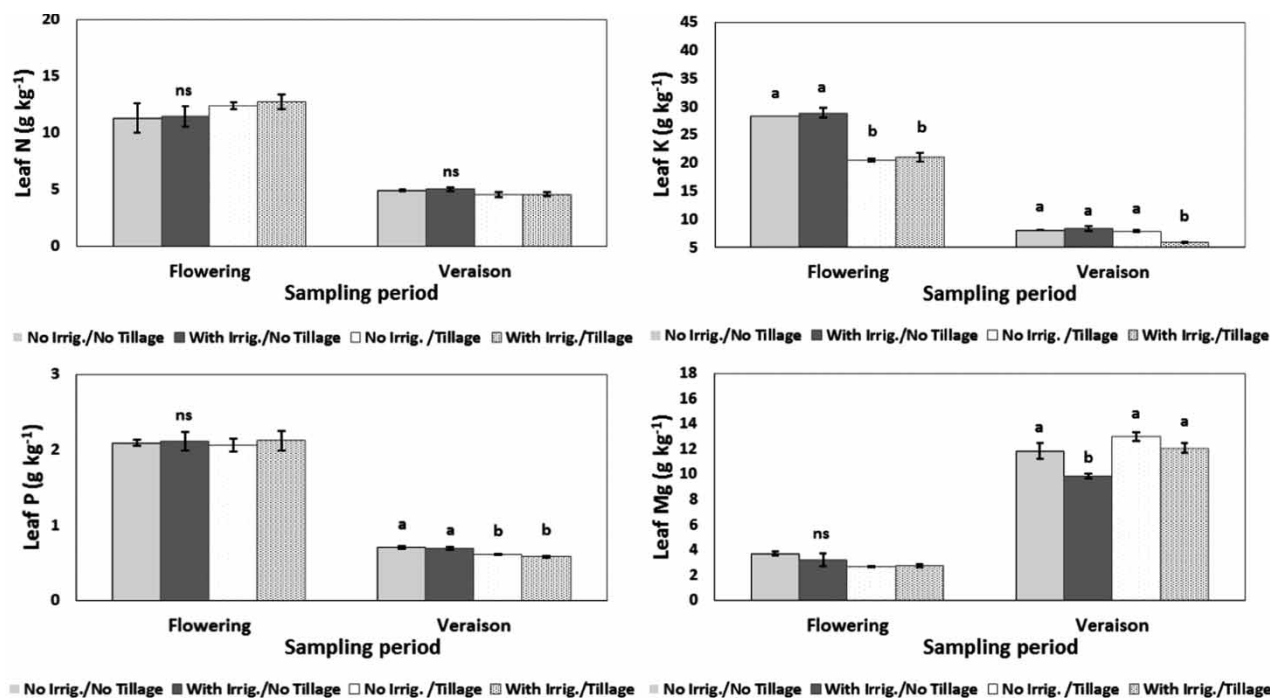 Leaf N (g kg⁻¹)
20
15
10
5
0
ns
ns
Flowering
Veraison
Sampling period
No Irrig./No Tillage With Irrig./No Tillage No Irrig. /Tillage With Irrig./Tillage
Leaf K (g kg⁻¹)
45
40
35
30
25
20
15
10
5
a
a
b
b
a
a
a
b
Flowering
Veraison
Sampling period
No Irrig./No Tillage With Irrig./No Tillage No Irrig. /Tillage With Irrig./Tillage
Leaf P (g kg⁻¹)
3
2
1
0
ns
a
a
b
b
Flowering
Veraison
Sampling period
No Irrig./No Tillage With Irrig./No Tillage No Irrig. /Tillage With Irrig./Tillage
Leaf Mg (g kg⁻¹)
18
16
14
12
10
8
6
4
2
0
ns
a
b
a
a
Flowering
Veraison
Sampling period
No Irrig./No Tillage With Irrig./No Tillage No Irrig. /Tillage With Irrig./Tillage